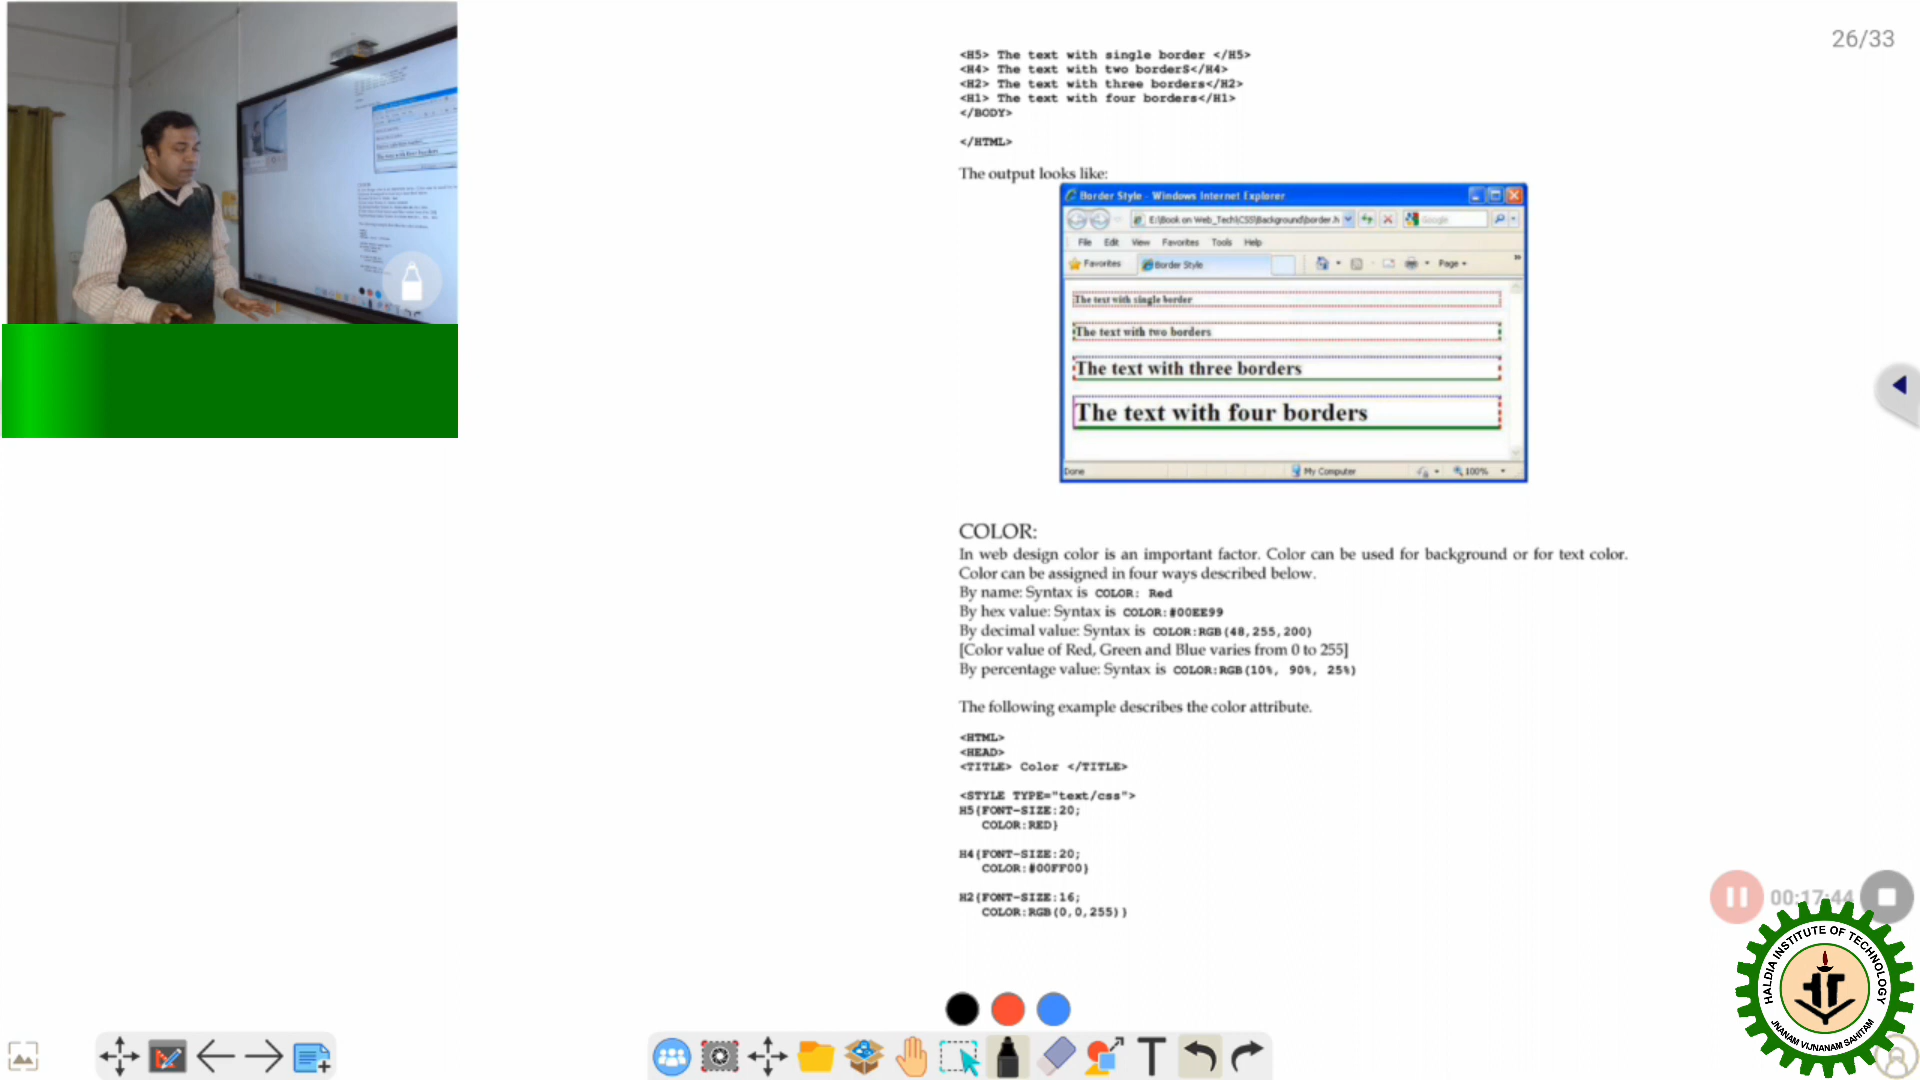 26/33
<H5> The text with single border </H5>
<H4> The text with two borderS</H4>
<H2> The text with three borders</H2>
<H1> The text with four borders</H1>
</BODY>
</HTML>
The output looks like:
Border Style - Windows Internet Explorer
E:\Book on Web_Tech\CSS\Background\border.h
Google
File Edit View Favorites Tools Help
Favorites Border Style Page
The text with single border
The text with two borders
The text with three borders
The text with four borders
Done My Computer 100%
COLOR:
In web design color is an important factor. Color can be used for background or for text color.
Color can be assigned in four ways described below.
By name: Syntax is COLOR: Red
By hex value: Syntax is COLOR:#00EE99
By decimal value: Syntax is COLOR:RGB(48,255,200)
[Color value of Red, Green and Blue varies from 0 to 255]
By percentage value: Syntax is COLOR:RGB(10%, 90%, 25%)
The following example describes the color attribute.
<HTML>
<HEAD>
<TITLE> Color </TITLE>
<STYLE TYPE="text/css">
H5{FONT-SIZE:20;
COLOR:RED}
H4{FONT-SIZE:20;
COLOR:#00FF00}
H2{FONT-SIZE:16;
COLOR:RGB(0,0,255)}
00:17:44
HALDIA INSTITUTE OF TECHNOLOGY
JNANAM VIJNANAM SAHITAM
T